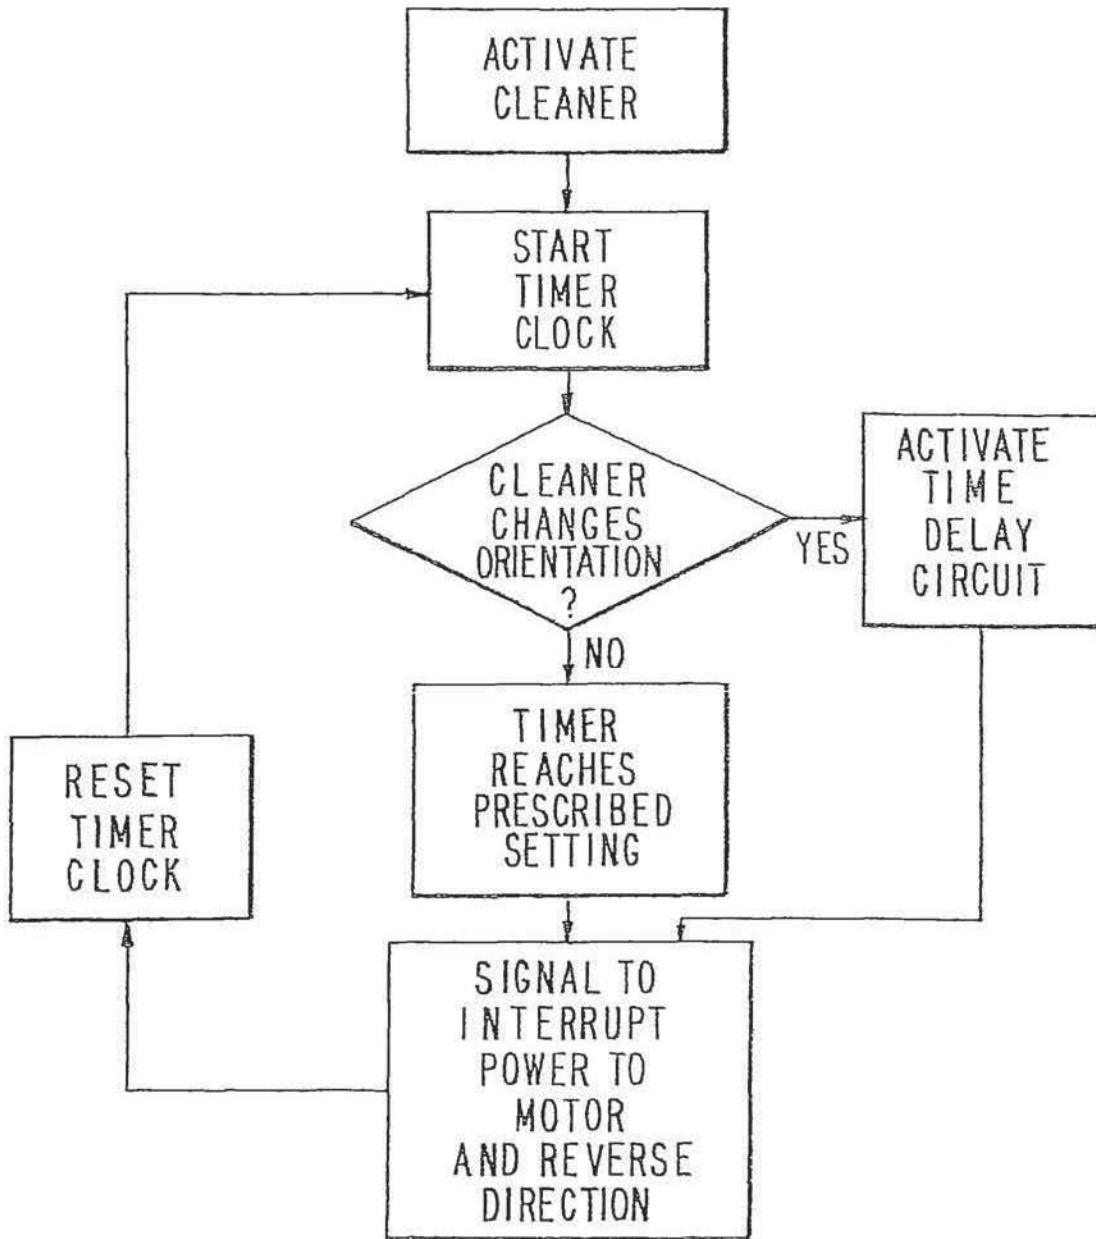 ACTIVATE
CLEANER
START
TIMER
CLOCK
CLEANER
CHANGES
ORIENTATION
?
YES
ACTIVATE
TIME
DELAY
CIRCUIT
NO
TIMER
REACHES
PRESCRIBED
SETTING
RESET
TIMER
CLOCK
SIGNAL TO
INTERRUPT
POWER TO
MOTOR
AND REVERSE
DIRECTION